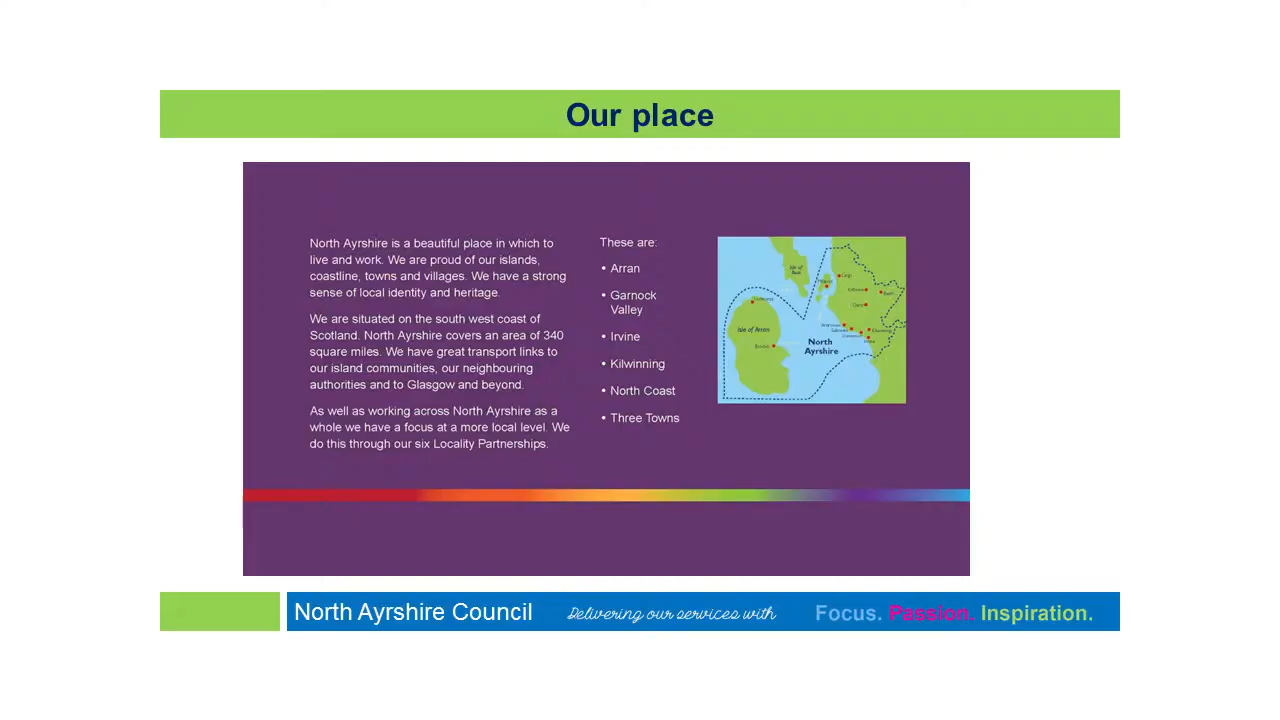 Our place
North Ayrshire is a beautiful place in which to
live and work. We are proud of our islands,
coastline, towns and villages. We have a strong
sense of local identity and heritage.
We are situated on the south west coast of
Scotland. North Ayrshire covers an area of 340
square miles. We have great transport links to
our island communities, our neighbouring
authorities and to Glasgow and beyond.
As well as working across North Ayrshire as a
whole we have a focus at a more local level. We
do this through our six Locality Partnerships.
These are:
• Arran
• Garnock
Valley
• Irvine
• Kilwinning
• North Coast
• Three Towns
Isle of
Bute
Largs
Isle of Arran
Brodick
North
Ayrshire
North Ayrshire Council
Delivering our services with
Focus. Passion. Inspiration.